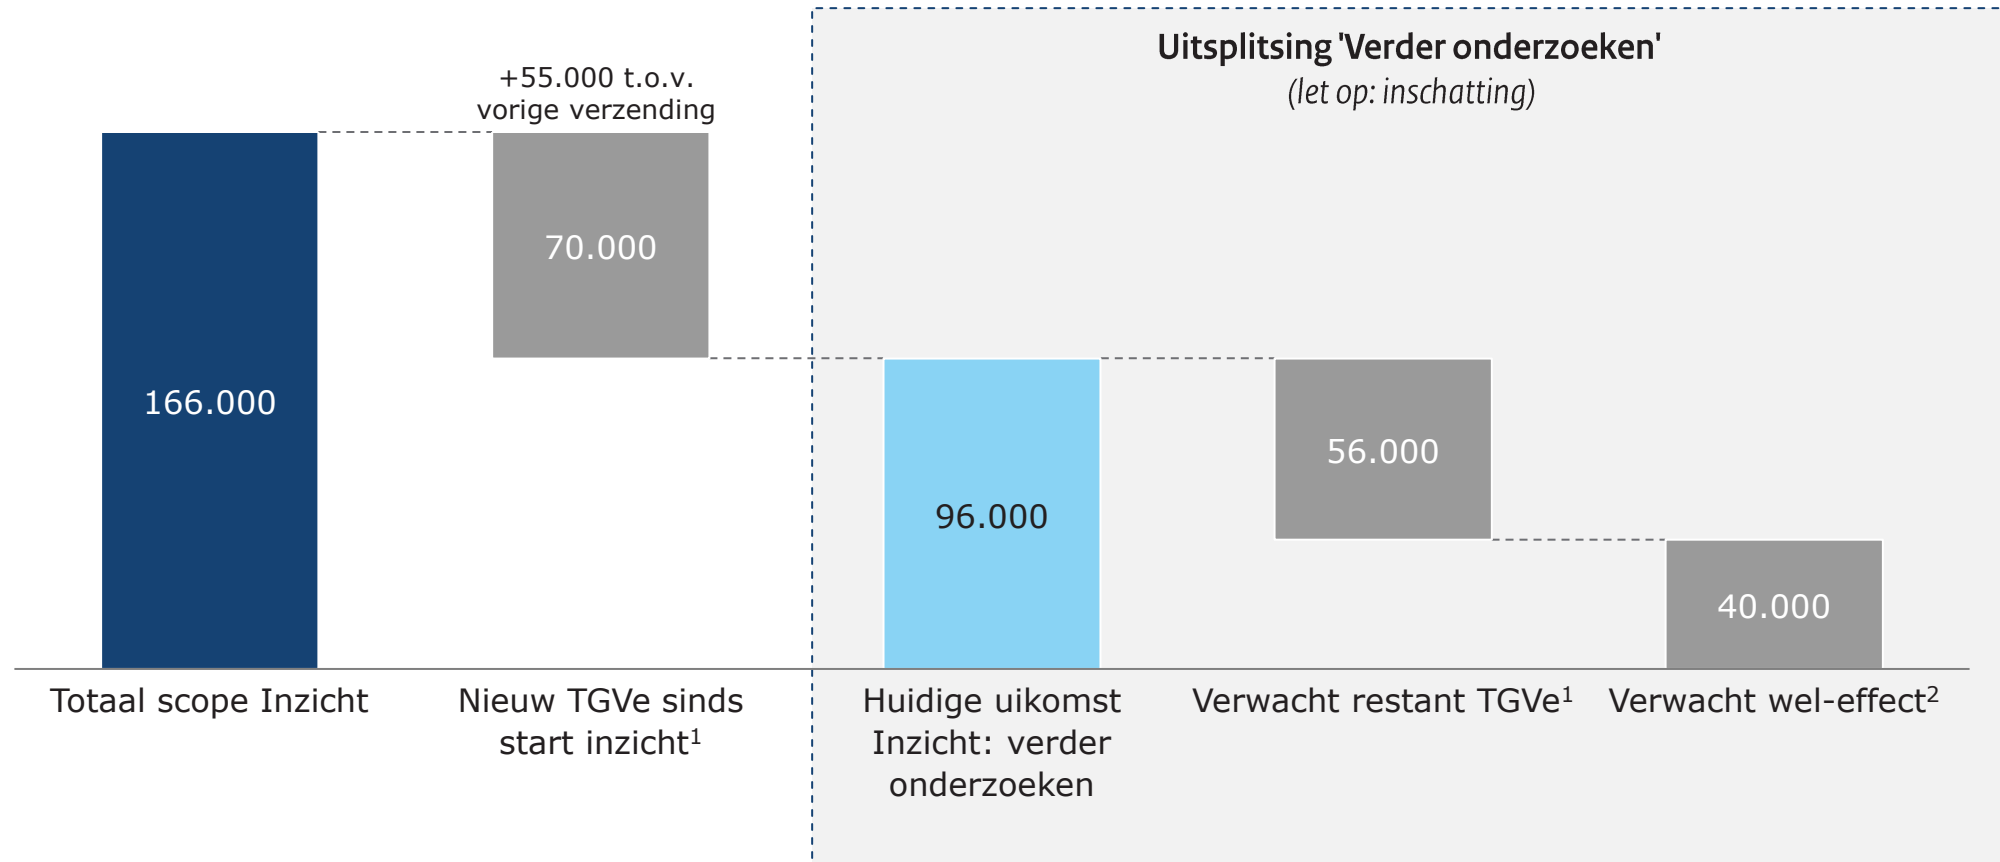 Uitsplitsing 'Verder onderzoeken'
(let op: inschatting)
+55.000 t.o.v.
vorige verzending
166.000
70.000
96.000
56.000
40.000
Totaal scope Inzicht
Nieuw TGVe sinds
start inzicht¹
Huidige uikomst
Inzicht: verder
onderzoeken
Verwacht restant TGVe¹
Verwacht wel-effect²